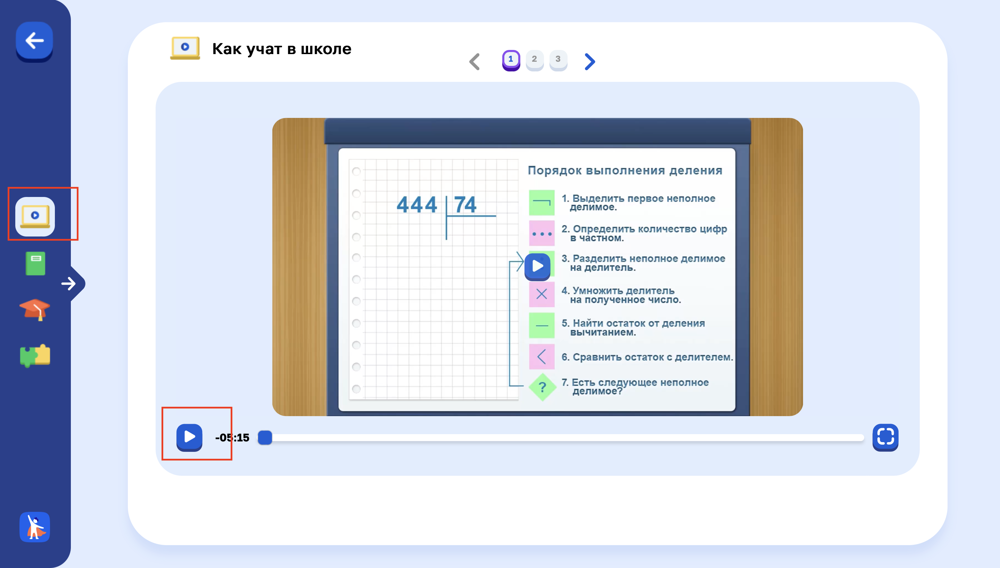 Как учат в школе
1 2 3
Порядок выполнения деления
444 74
1. Выделить первое неполное
делимое.
2. Определить количество цифр
в частном.
3. Разделить неполное делимое
на делитель.
4. Умножить делитель
на полученное число.
5. Найти остаток от деления
вычитанием.
6. Сравнить остаток с делителем.
? 7. Есть следующее неполное
делимое?
-05:15